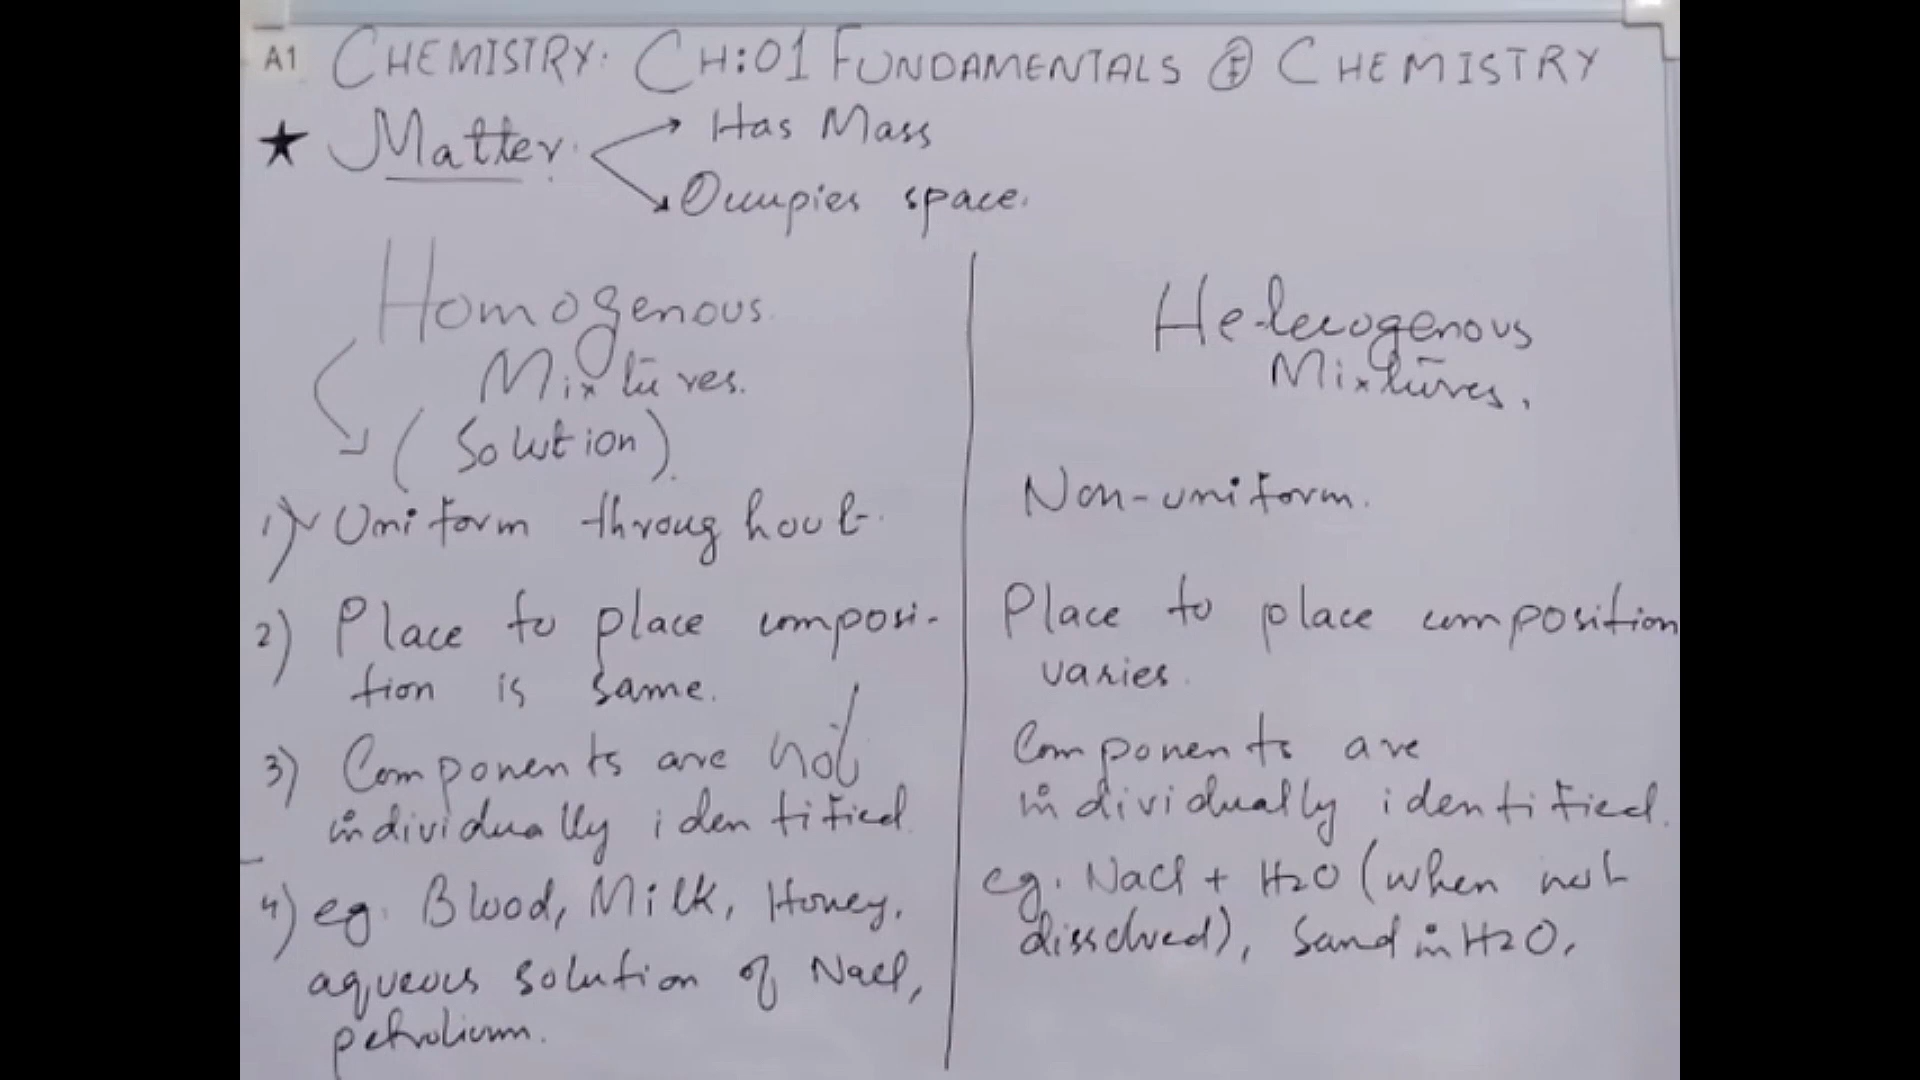 A1 CHEMISTRY: CH:01 FUNDAMENTALS OF CHEMISTRY
★ Matter:
Has Mass
Occupies space.
Homogenous
Mixtures.
(Solution).
1) Uniform throughout.
2) Place to place composi-
tion is same.
3) Components are not
individually identified.
4) eg. Blood, Milk, Honey,
aqueous solution of NaCl,
petrolium.
Heterogenous
Mixtures.
Non-uniform.
Place to place composition
varies.
Components are
individually identified.
eg. NaCl + H2O (when not
dissolved), Sand in H2O,